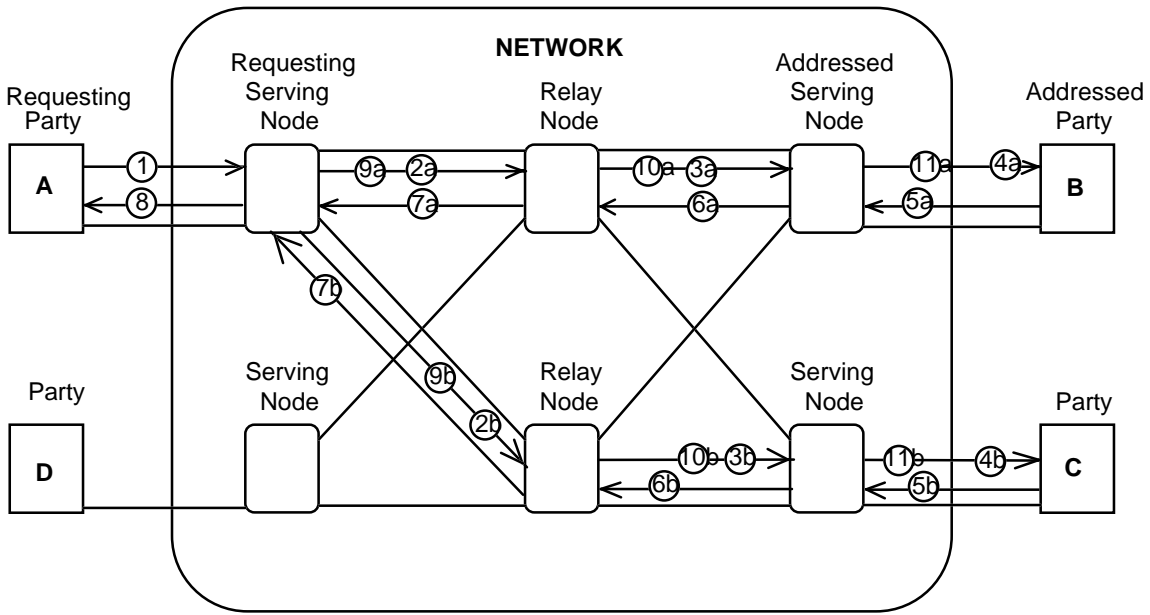 NETWORK
Requesting
Serving
Node
Relay
Node
Addressed
Serving
Node
Requesting
Party
Addressed
Party
A
1
8
9a
2a
7a
10a
3a
6a
11a
4a
5a
B
7b
9b
2b
Party
Serving
Node
Relay
Node
Serving
Node
Party
D
10b
3b
6b
11b
4b
5b
C